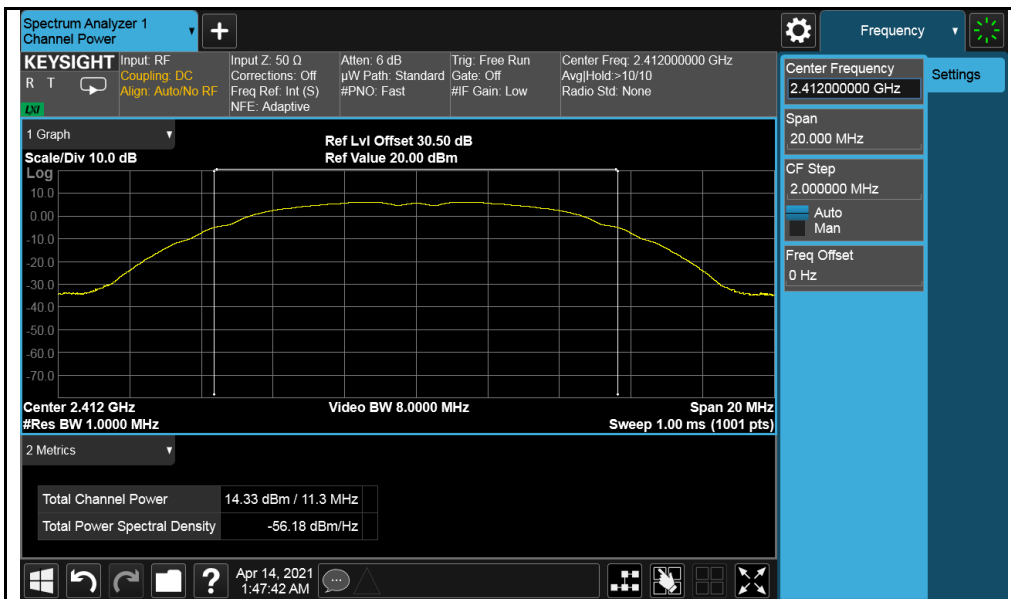 Spectrum Analyzer 1
Channel Power
+
Frequency
KEYSIGHT
R T
LXI
Input: RF
Coupling: DC
Align: Auto/No RF
Input Z: 50 Ω
Corrections: Off
Freq Ref: Int (S)
NFE: Adaptive
Atten: 6 dB
µW Path: Standard
#PNO: Fast
Trig: Free Run
Gate: Off
#IF Gain: Low
Center Freq: 2.412000000 GHz
Avg|Hold:>10/10
Radio Std: None
1 Graph
Scale/Div 10.0 dB
Ref Lvl Offset 30.50 dB
Ref Value 20.00 dBm
Log
10.0
0.00
-10.0
-20.0
-30.0
-40.0
-50.0
-60.0
-70.0
Center 2.412 GHz
#Res BW 1.0000 MHz
Video BW 8.0000 MHz
Span 20 MHz
Sweep 1.00 ms (1001 pts)
2 Metrics
Total Channel Power 14.33 dBm / 11.3 MHz
Total Power Spectral Density -56.18 dBm/Hz
?
Apr 14, 2021
1:47:42 AM
Center Frequency
2.412000000 GHz
Span
20.000 MHz
CF Step
2.000000 MHz
Auto
Man
Freq Offset
0 Hz
Settings